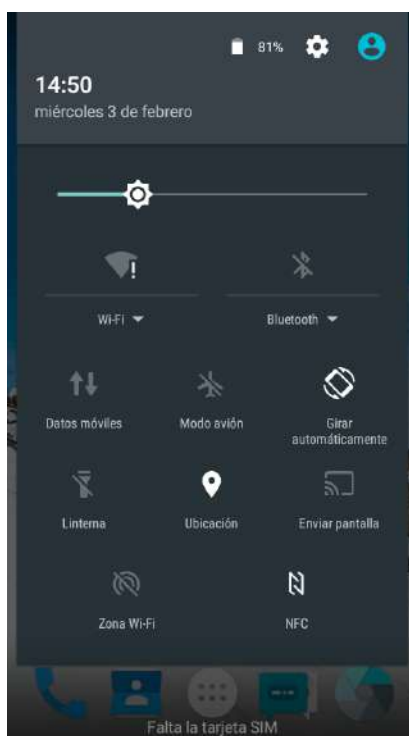 81%
14:50
miércoles 3 de febrero
Wi-Fi
Bluetooth
Datos móviles
Modo avión
Girar
automáticamente
Linterna
Ubicación
Enviar pantalla
Zona Wi-Fi
NFC
Falta la tarjeta SIM